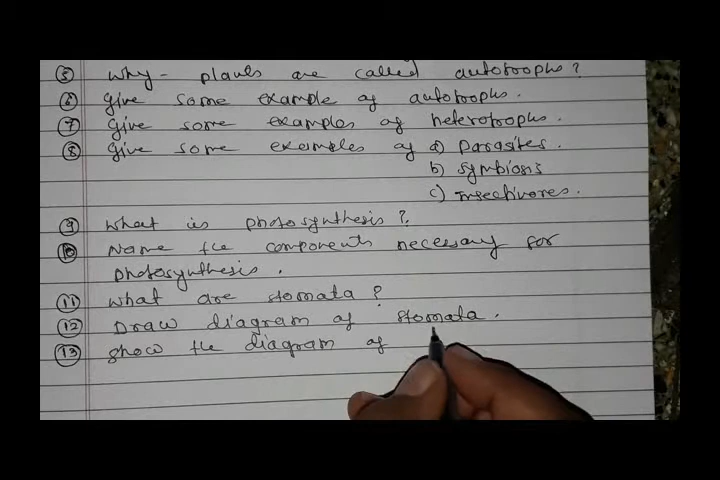 5 Why - plants are called autotrophs?
6 Give some example of autotrophs.
7 Give some examples of heterotrophs.
8 Give some exemples of a) Parasites.
b) Symbiosis
c) Insectivores.
9 What is photosynthesis?
10 Name the components necessary for
photosynthesis.
11 What are stomata?
12 Draw diagram of stomata.
13 Show the diagram of